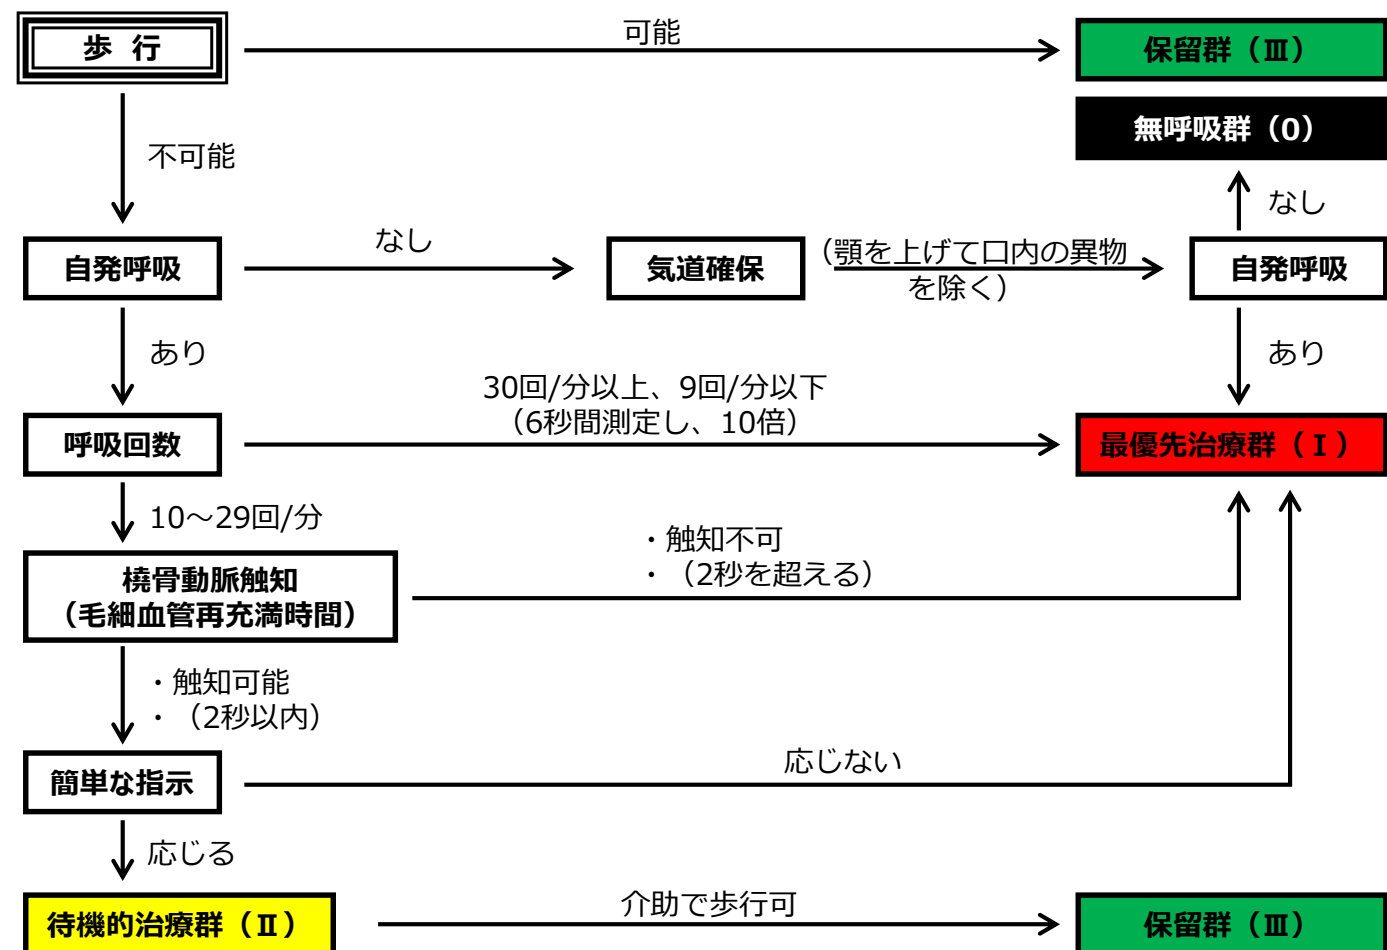 歩 行
可能
保留群（Ⅲ）
無呼吸群（0）
不可能
なし
なし
自発呼吸
気道確保
（顎を上げて口内の異物
を除く）
自発呼吸
あり
あり
30回/分以上、9回/分以下
（6秒間測定し、10倍）
呼吸回数
最優先治療群（Ⅰ）
10～29回/分
・触知不可
・（2秒を超える）
橈骨動脈触知
（毛細血管再充満時間）
・触知可能
・（2秒以内）
簡単な指示
応じない
応じる
待機的治療群（Ⅱ）
介助で歩行可
保留群（Ⅲ）